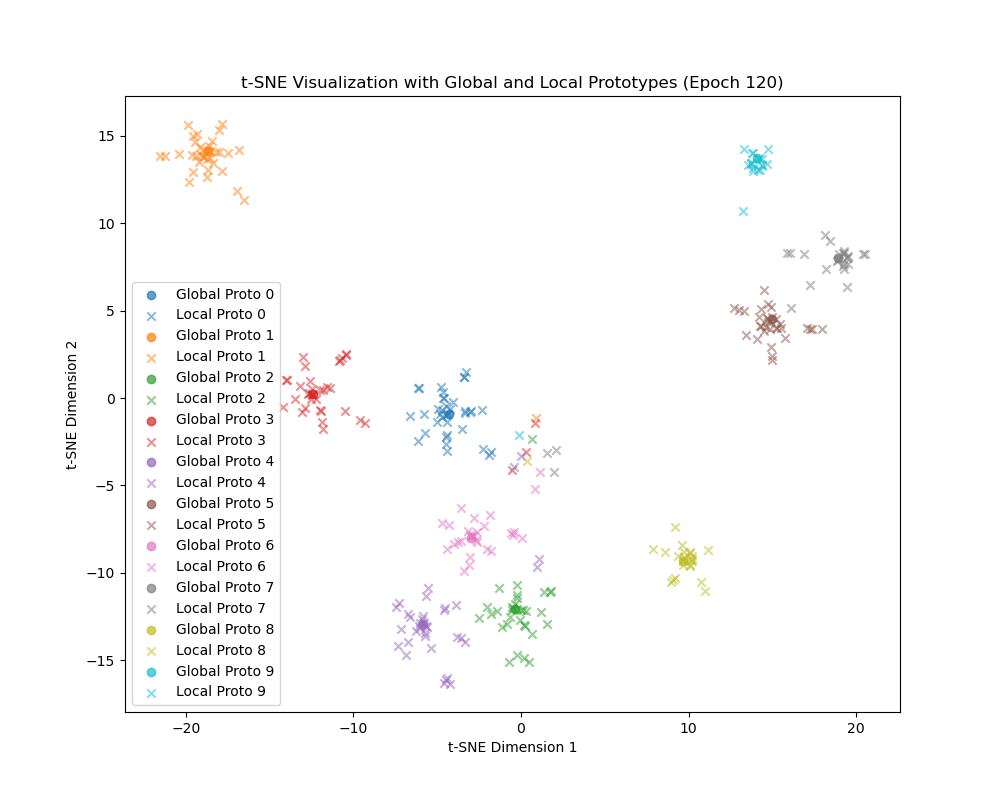 t-SNE Visualization with Global and Local Prototypes (Epoch 120)
15
10
5
0
−5
−10
−15
t-SNE Dimension 2
Global Proto 0
Local Proto 0
Global Proto 1
Local Proto 1
Global Proto 2
Local Proto 2
Global Proto 3
Local Proto 3
Global Proto 4
Local Proto 4
Global Proto 5
Local Proto 5
Global Proto 6
Local Proto 6
Global Proto 7
Local Proto 7
Global Proto 8
Local Proto 8
Global Proto 9
Local Proto 9
−20 −10 0 10 20
t-SNE Dimension 1